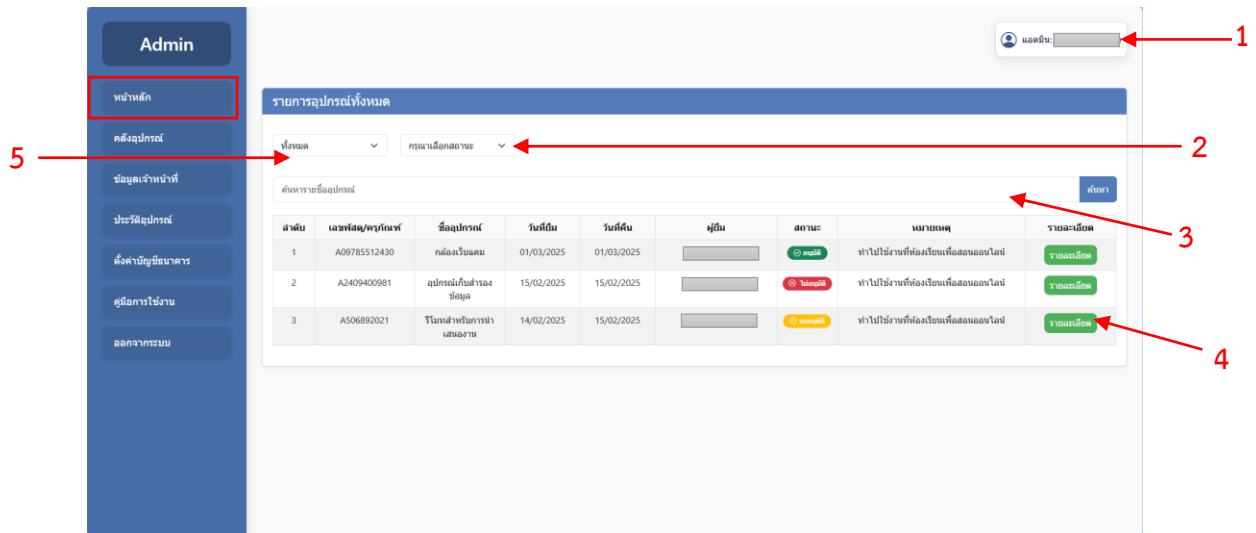 Admin
แอดมิน:
1
หน้าหลัก
รายการอุปกรณ์ทั้งหมด
คลังอุปกรณ์
ทั้งหมด กรุณาเลือกสถานะ
2
5
ข้อมูลเจ้าหน้าที่
ค้นหารายชื่ออุปกรณ์ ค้นหา
3
ประวัติอุปกรณ์
ลำดับ เลขพัสดุ/ครุภัณฑ์ ชื่ออุปกรณ์ วันที่ยืม วันที่คืน ผู้ยืม สถานะ หมายเหตุ รายละเอียด
1 A09785512430 กล้องเว็บแคม 01/03/2025 01/03/2025 อนุมัติ ทำไปใช้งานที่ห้องเรียนเพื่อสอนออนไลน์ รายละเอียด
ตั้งค่าบัญชีธนาคาร
2 A2409400981 อุปกรณ์เก็บสำรอง 15/02/2025 15/02/2025 ไม่อนุมัติ ทำไปใช้งานที่ห้องเรียนเพื่อสอนออนไลน์ รายละเอียด
ข้อมูล
คู่มือการใช้งาน
3 A506892021 รีโมทสำหรับการนำ 14/02/2025 15/02/2025 รออนุมัติ ทำไปใช้งานที่ห้องเรียนเพื่อสอนออนไลน์ รายละเอียด
เสนองาน
4
ออกจากระบบ